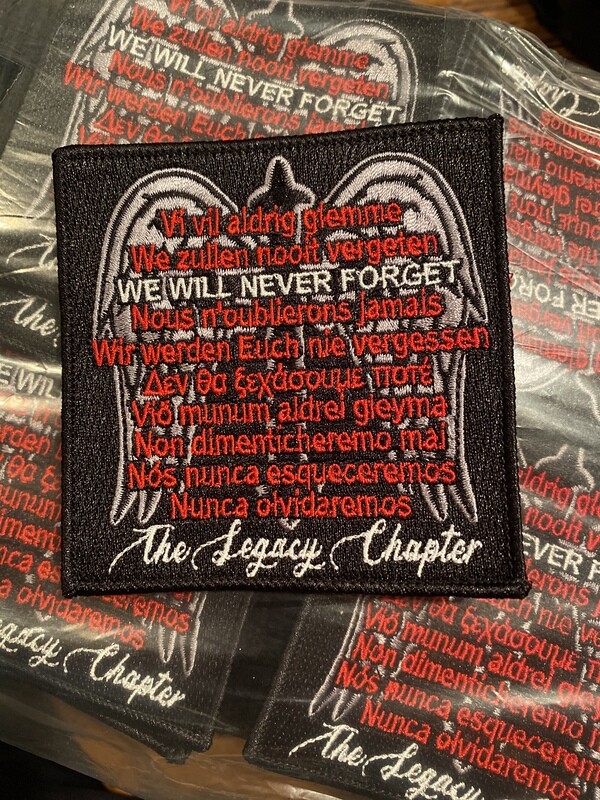 Vi vil aldrig glemme
We zullen nooit vergeten
WE WILL NEVER FORGET
Nous n'oublierons jamais
Wir werden Euch nie vergessen
Δεν θα ξεχάσουμε ποτέ
Við munum aldrei gleyma
Non dimenticheremo mai
Nós nunca esqueceremos
Nunca olvidaremos
The Legacy Chapter